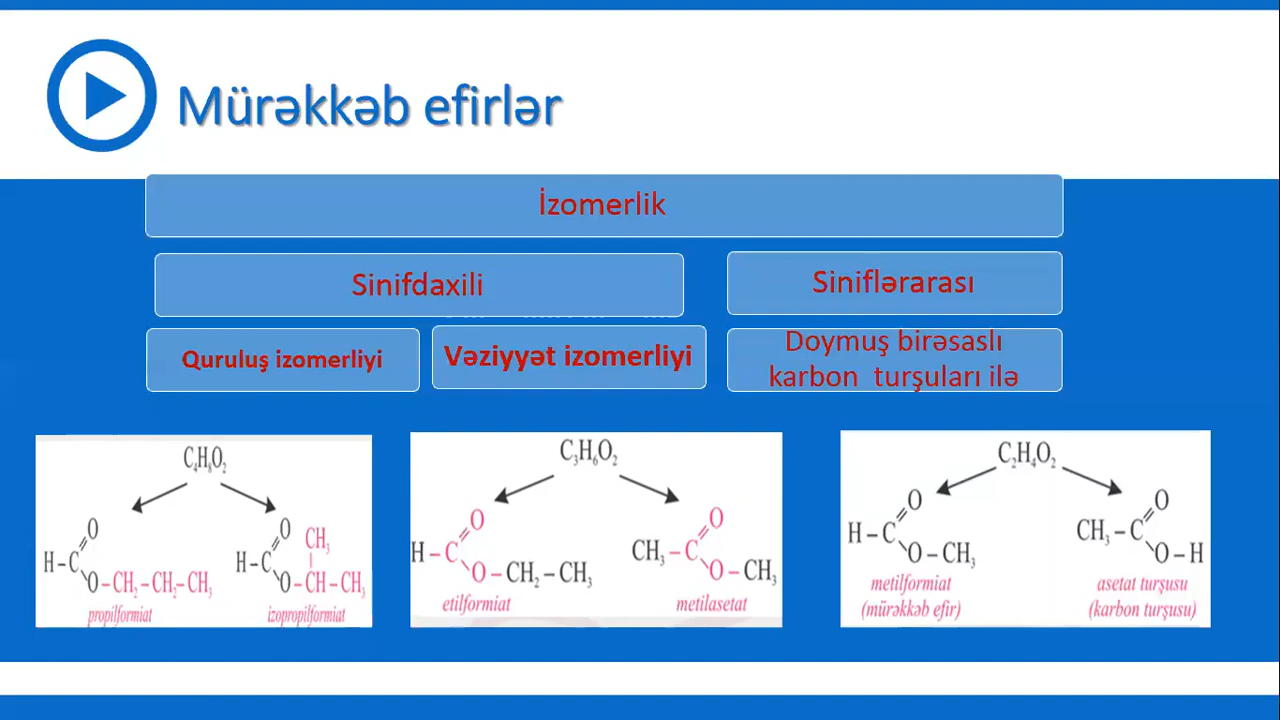 Mürəkkəb efirlər
İzomerlik
Sinifdaxili
Siniflərarası
Quruluş izomerliyi
Vəziyyət izomerliyi
Doymuş birəsaslı
karbon turşuları ilə
C₄H₈O₂
O
H – C
O – CH₂ – CH₂ – CH₃
propilformiat
O
CH₃
H – C
O – CH – CH₃
izopropilformiat
C₃H₆O₂
O
H – C
O – CH₂ – CH₃
etilformiat
O
CH₃ – C
O – CH₃
metilasetat
C₂H₄O₂
O
H – C
O – CH₃
metilformiat
(mürəkkəb efir)
O
CH₃ – C
O – H
asetat turşusu
(karbon turşusu)